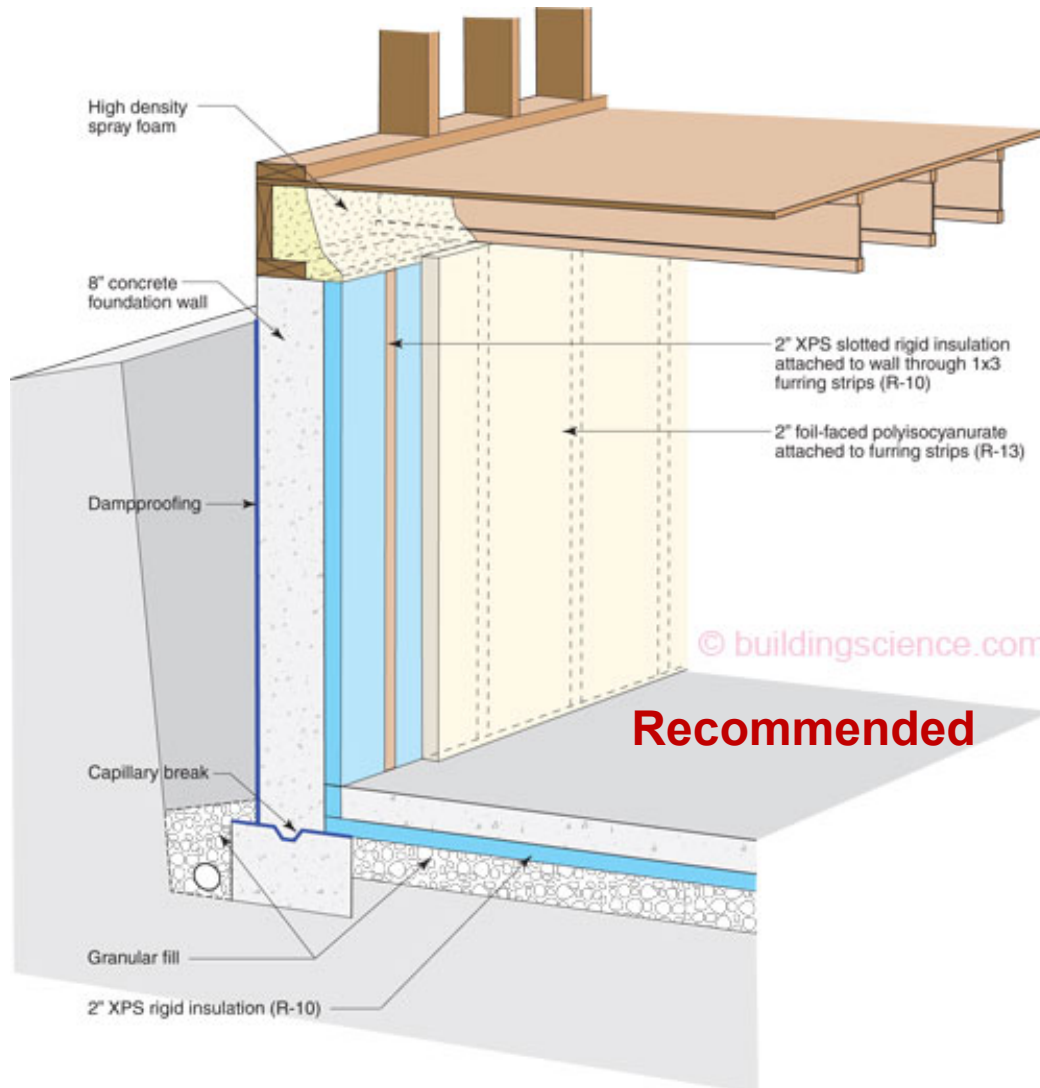 High density
spray foam
8" concrete
foundation wall
2" XPS slotted rigid insulation
attached to wall through 1x3
furring strips (R-10)
2" foil-faced polyisocyanurate
attached to furring strips (R-13)
Dampproofing
© buildingscience.com
Recommended
Capillary break
Granular fill
2" XPS rigid insulation (R-10)